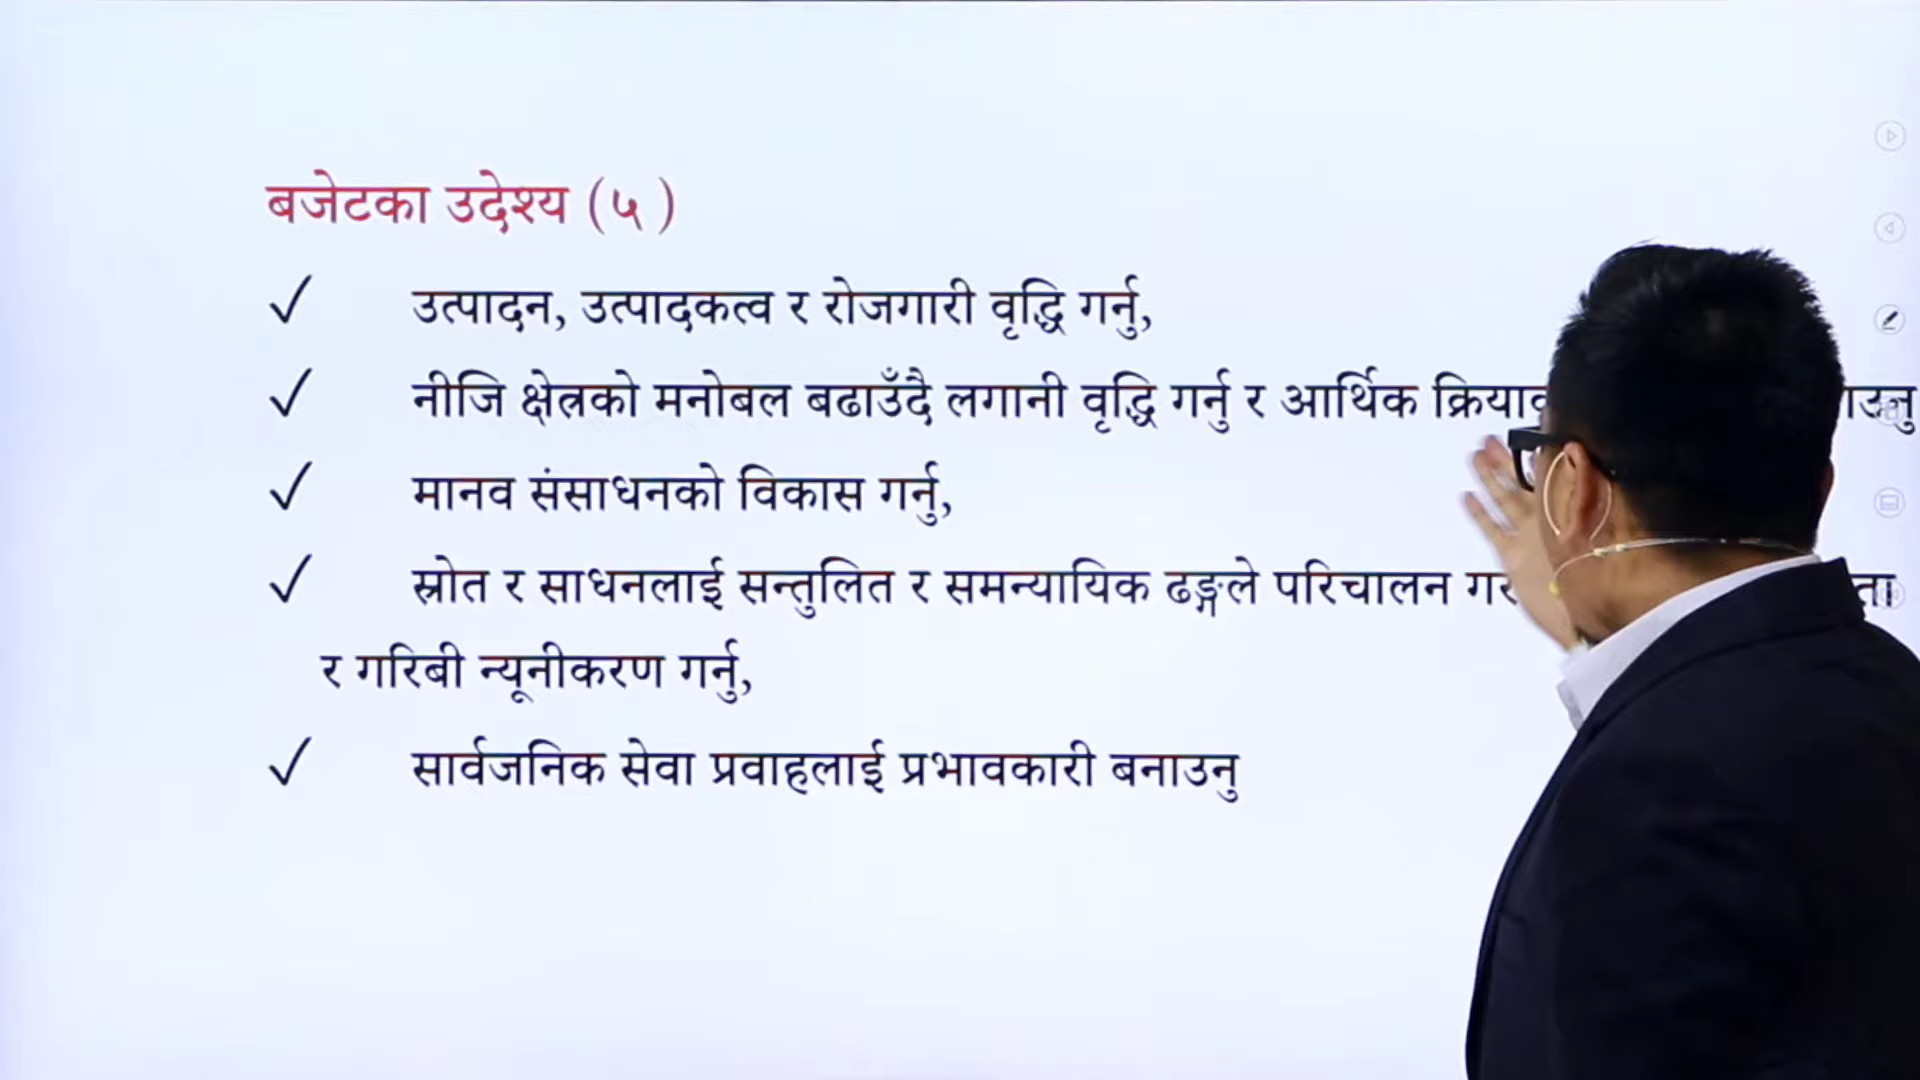 बजेटका उदेश्य (५ )
✓ उत्पादन, उत्पादकत्व र रोजगारी वृद्धि गर्नु,
✓ नीजि क्षेत्रको मनोबल बढाउँदै लगानी वृद्धि गर्नु र आर्थिक
✓ मानव संसाधनको विकास गर्नु,
✓ स्रोत र साधनलाई सन्तुलित र समन्यायिक ढङ्गले परिचालन
र गरिबी न्यूनीकरण गर्नु,
✓ सार्वजनिक सेवा प्रवाहलाई प्रभावकारी बनाउनु